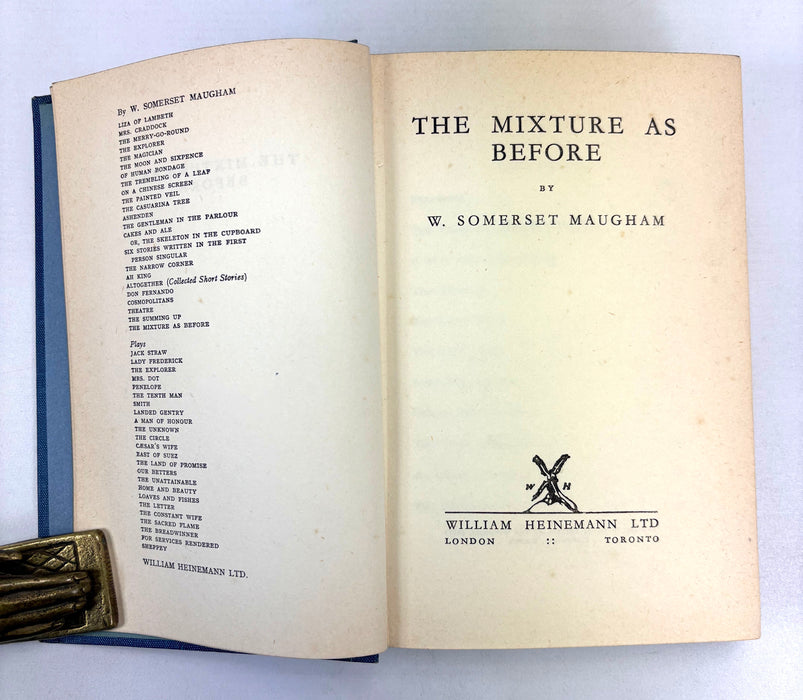 By W. SOMERSET MAUGHAM
LIZA OF LAMBETH
MRS. CRADDOCK
THE MERRY-GO-ROUND
THE EXPLORER
THE MAGICIAN
THE MOON AND SIXPENCE
OF HUMAN BONDAGE
THE TREMBLING OF A LEAF
ON A CHINESE SCREEN
THE PAINTED VEIL
THE CASUARINA TREE
ASHENDEN
THE GENTLEMAN IN THE PARLOUR
CAKES AND ALE
OR, THE SKELETON IN THE CUPBOARD
SIX STORIES WRITTEN IN THE FIRST
PERSON SINGULAR
THE NARROW CORNER
AH KING
ALTOGETHER (Collected Short Stories)
DON FERNANDO
COSMOPOLITANS
THEATRE
THE SUMMING UP
THE MIXTURE AS BEFORE
Plays
JACK STRAW
LADY FREDERICK
THE EXPLORER
MRS. DOT
PENELOPE
THE TENTH MAN
SMITH
LANDED GENTRY
A MAN OF HONOUR
THE UNKNOWN
THE CIRCLE
CÆSAR'S WIFE
EAST OF SUEZ
THE LAND OF PROMISE
OUR BETTERS
THE UNATTAINABLE
HOME AND BEAUTY
LOAVES AND FISHES
THE LETTER
THE CONSTANT WIFE
THE SACRED FLAME
THE BREADWINNER
FOR SERVICES RENDERED
SHEPPEY
WILLIAM HEINEMANN LTD.
THE MIXTURE AS
BEFORE
BY
W. SOMERSET MAUGHAM
W H
WILLIAM HEINEMANN LTD
LONDON :: TORONTO